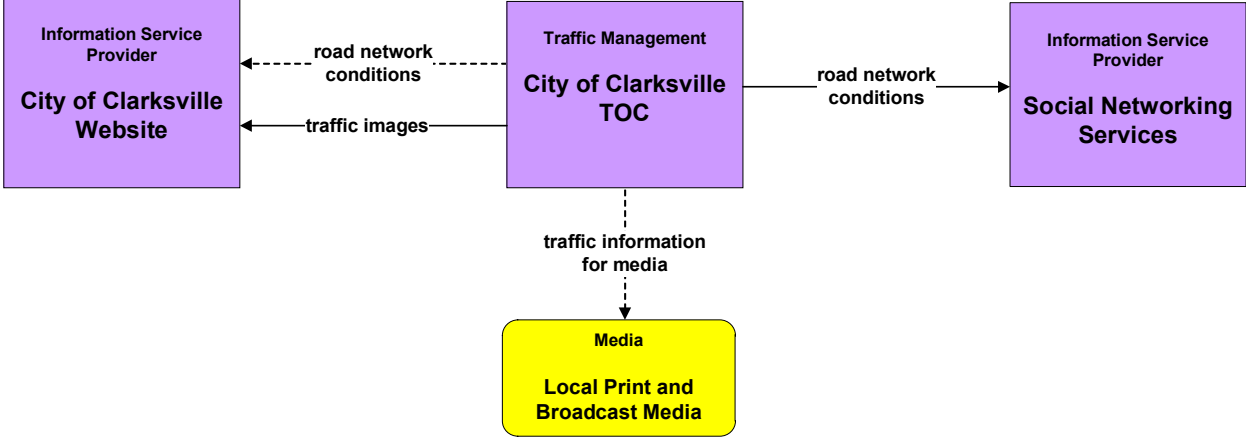 Information Service
Provider
City of Clarksville
Website
road network
conditions
traffic images
Traffic Management
City of Clarksville
TOC
road network
conditions
Information Service
Provider
Social Networking
Services
traffic information
for media
Media
Local Print and
Broadcast Media